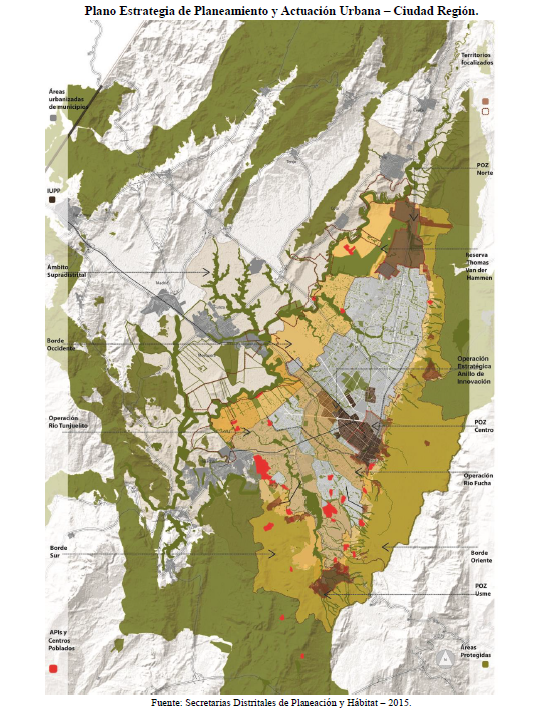 Plano Estrategia de Planeamiento y Actuación Urbana – Ciudad Región.
Territorios
focalizados
Áreas
urbanizadas
de municipios
POZ
Norte
IUPP
Reserva
Thomas
Van der
Hammen
Ámbito
Supradistrital
Borde
Occidente
Operación
Estratégica
Anillo de
Innovación
Operación
Río Tunjuelito
POZ
Centro
Operación
Río Fucha
Borde
Sur
Borde
Oriente
POZ
Usme
APIs y
Centros
Poblados
Áreas
Protegidas
Fuente: Secretarías Distritales de Planeación y Hábitat – 2015.